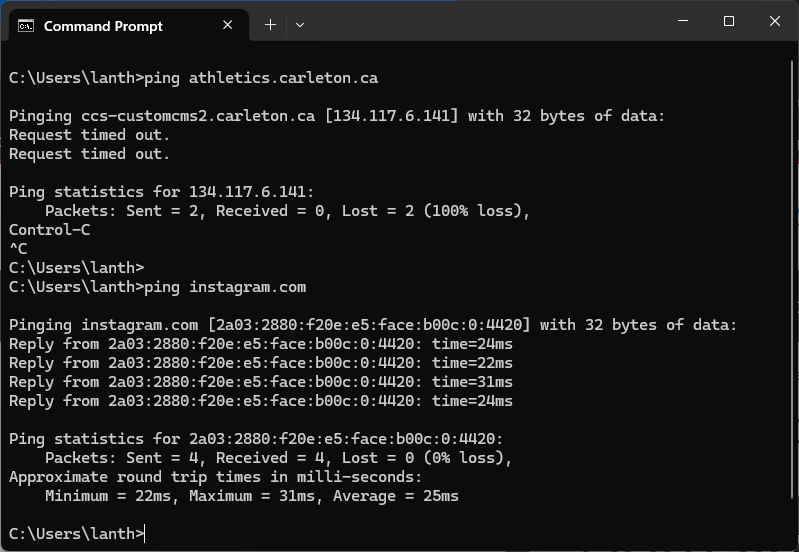 Command Prompt
C:\Users\lanth>ping athletics.carleton.ca
Pinging ccs-customcms2.carleton.ca [134.117.6.141] with 32 bytes of data:
Request timed out.
Request timed out.
Ping statistics for 134.117.6.141:
    Packets: Sent = 2, Received = 0, Lost = 2 (100% loss),
Control-C
^C
C:\Users\lanth>
C:\Users\lanth>ping instagram.com
Pinging instagram.com [2a03:2880:f20e:e5:face:b00c:0:4420] with 32 bytes of data:
Reply from 2a03:2880:f20e:e5:face:b00c:0:4420: time=24ms
Reply from 2a03:2880:f20e:e5:face:b00c:0:4420: time=22ms
Reply from 2a03:2880:f20e:e5:face:b00c:0:4420: time=31ms
Reply from 2a03:2880:f20e:e5:face:b00c:0:4420: time=24ms
Ping statistics for 2a03:2880:f20e:e5:face:b00c:0:4420:
    Packets: Sent = 4, Received = 4, Lost = 0 (0% loss),
Approximate round trip times in milli-seconds:
    Minimum = 22ms, Maximum = 31ms, Average = 25ms
C:\Users\lanth>